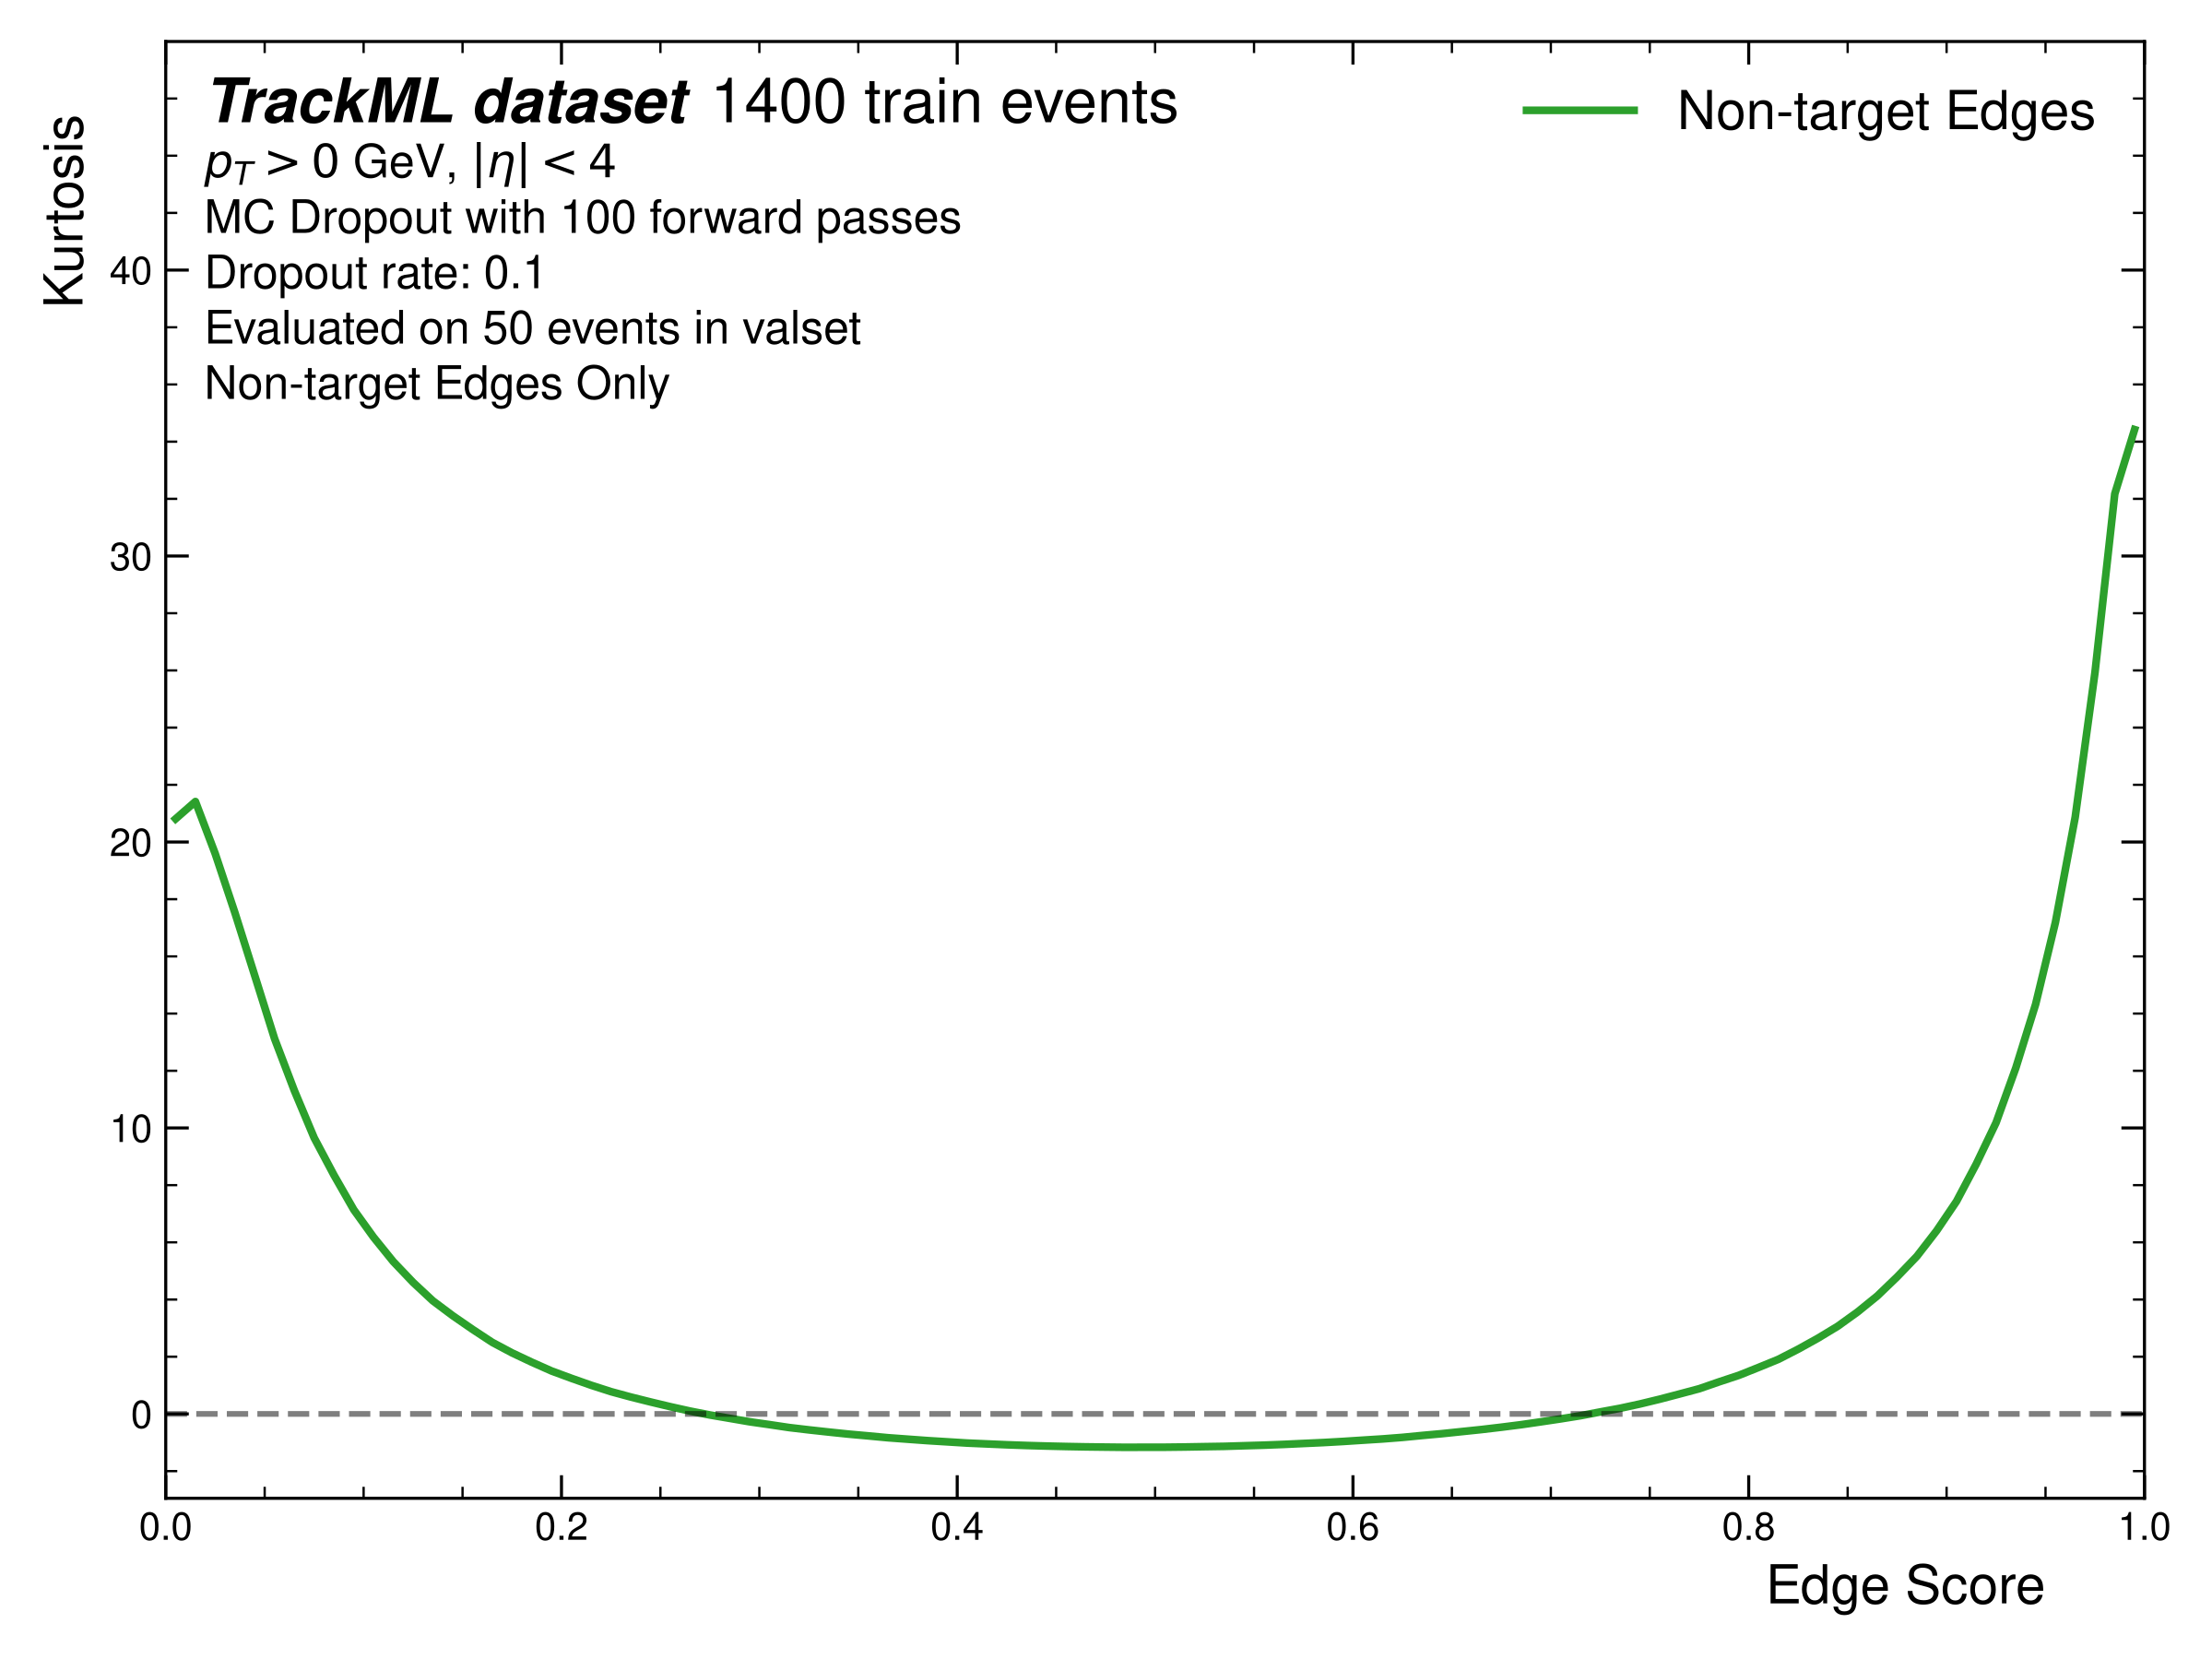 TrackML dataset 1400 train events
p_T > 0 GeV, |η| < 4
MC Dropout with 100 forward passes
Dropout rate: 0.1
Evaluated on 50 events in valset
Non-target Edges Only
Non-target Edges
Kurtosis
40
30
20
10
0
0.0 0.2 0.4 0.6 0.8 1.0
Edge Score